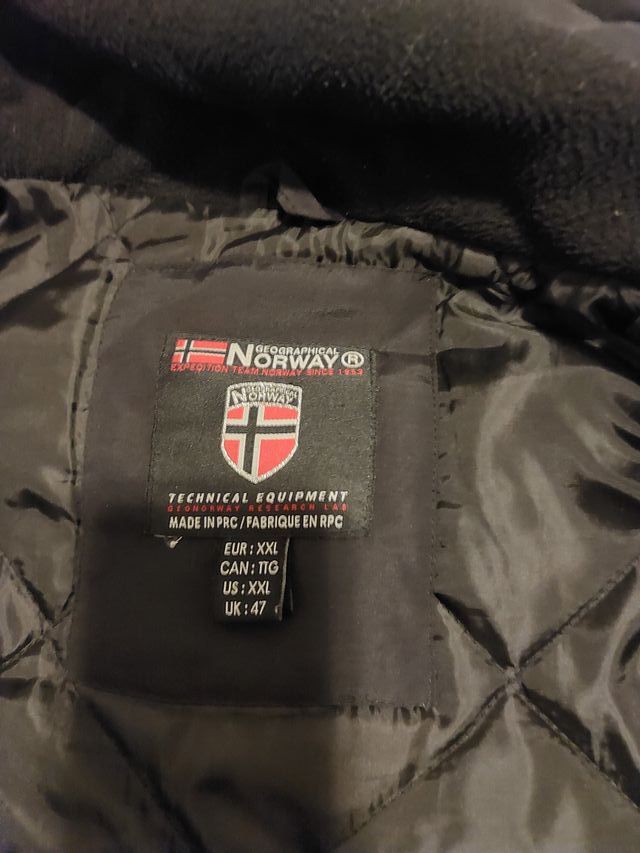 GEOGRAPHICAL
NORWAY®
EXPEDITION TEAM NORWAY SINCE 1953
GEOGRAPHICAL
NORWAY
TECHNICAL EQUIPMENT
GEONORWAY RESEARCH LAB
MADE IN PRC / FABRIQUE EN RPC
EUR : XXL
CAN : TTG
US : XXL
UK : 47